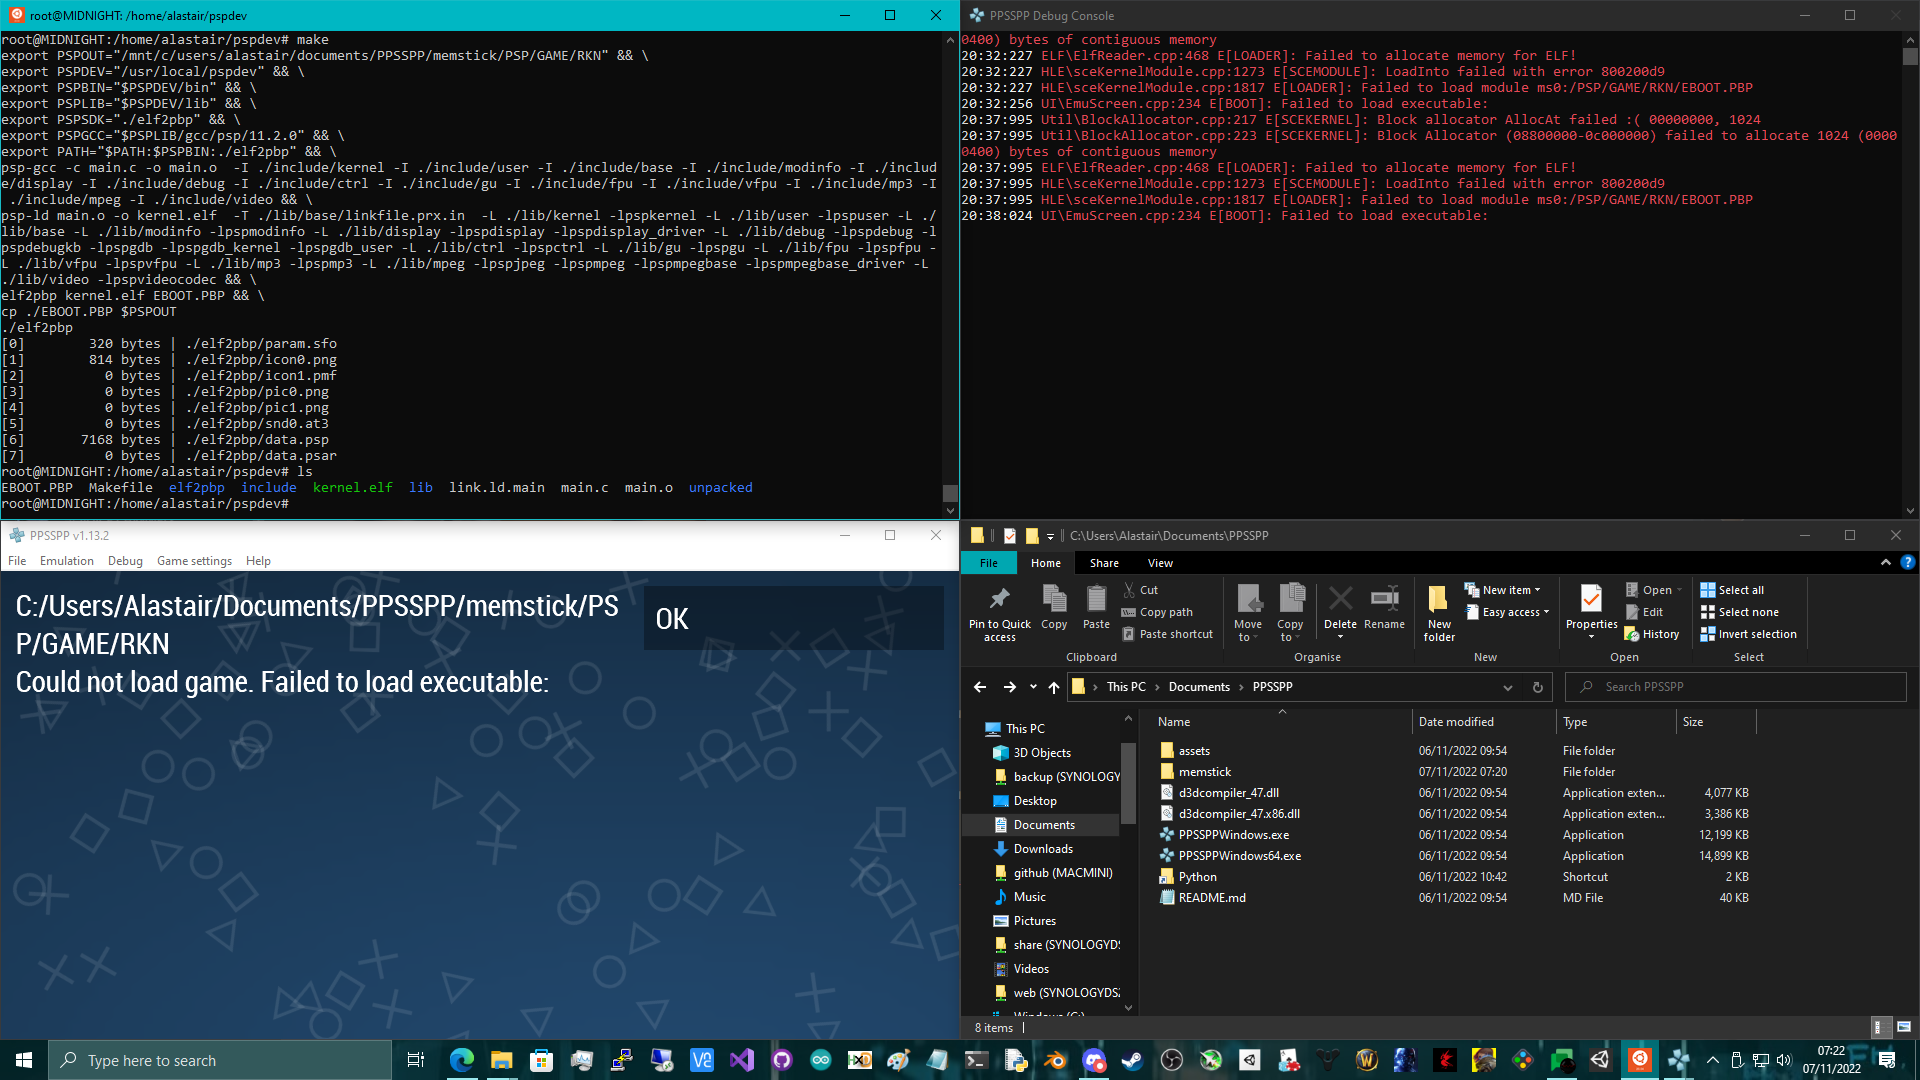 root@MIDNIGHT: /home/alastair/pspdev
root@MIDNIGHT:/home/alastair/pspdev# make
export PSPOUT="/mnt/c/users/alastair/documents/PPSSPP/memstick/PSP/GAME/RKN" && \
export PSPDEV="/usr/local/pspdev" && \
export PSPBIN="$PSPDEV/bin" && \
export PSPLIB="$PSPDEV/lib" && \
export PSPSDK="./elf2pbp" && \
export PSPGCC="$PSPLIB/gcc/psp/11.2.0" && \
export PATH="$PATH:$PSPBIN:./elf2pbp" && \
psp-gcc -c main.c -o main.o  -I ./include/kernel -I ./include/user -I ./include/base -I ./include/modinfo -I ./includ
e/display -I ./include/debug -I ./include/ctrl -I ./include/gu -I ./include/fpu -I ./include/vfpu -I ./include/mp3 -I
 ./include/mpeg -I ./include/video && \
psp-ld main.o -o kernel.elf  -T ./lib/base/linkfile.prx.in  -L ./lib/kernel -lpspkernel -L ./lib/user -lpspuser -L ./
lib/base -L ./lib/modinfo -lpspmodinfo -L ./lib/display -lpspdisplay -lpspdisplay_driver -L ./lib/debug -lpspdebug -l
pspdebugkb -lpspgdb -lpspgdb_kernel -lpspgdb_user -L ./lib/ctrl -lpspctrl -L ./lib/gu -lpspgu -L ./lib/fpu -lpspfpu -
L ./lib/vfpu -lpspvfpu -L ./lib/mp3 -lpspmp3 -L ./lib/mpeg -lpspjpeg -lpspmpeg -lpspmpegbase -lpspmpegbase_driver -L
./lib/video -lpspvideocodec && \
elf2pbp kernel.elf EBOOT.PBP && \
cp ./EBOOT.PBP $PSPOUT
./elf2pbp
[0]        320 bytes | ./elf2pbp/param.sfo
[1]        814 bytes | ./elf2pbp/icon0.png
[2]          0 bytes | ./elf2pbp/icon1.pmf
[3]          0 bytes | ./elf2pbp/pic0.png
[4]          0 bytes | ./elf2pbp/pic1.png
[5]          0 bytes | ./elf2pbp/snd0.at3
[6]       7168 bytes | ./elf2pbp/data.psp
[7]          0 bytes | ./elf2pbp/data.psar
root@MIDNIGHT:/home/alastair/pspdev# ls
EBOOT.PBP  Makefile  elf2pbp  include  kernel.elf  lib  link.ld.main  main.c  main.o  unpacked
root@MIDNIGHT:/home/alastair/pspdev#
PPSSPP Debug Console
0400) bytes of contiguous memory
20:32:227 ELF\ElfReader.cpp:468 E[LOADER]: Failed to allocate memory for ELF!
20:32:227 HLE\sceKernelModule.cpp:1273 E[SCEMODULE]: LoadInto failed with error 800200d9
20:32:227 HLE\sceKernelModule.cpp:1817 E[LOADER]: Failed to load module ms0:/PSP/GAME/RKN/EBOOT.PBP
20:32:256 UI\EmuScreen.cpp:234 E[BOOT]: Failed to load executable:
20:37:995 Util\BlockAllocator.cpp:217 E[SCEKERNEL]: Block allocator AllocAt failed :( 00000000, 1024
20:37:995 Util\BlockAllocator.cpp:223 E[SCEKERNEL]: Block Allocator (08800000-0c000000) failed to allocate 1024 (0000
0400) bytes of contiguous memory
20:37:995 ELF\ElfReader.cpp:468 E[LOADER]: Failed to allocate memory for ELF!
20:37:995 HLE\sceKernelModule.cpp:1273 E[SCEMODULE]: LoadInto failed with error 800200d9
20:37:995 HLE\sceKernelModule.cpp:1817 E[LOADER]: Failed to load module ms0:/PSP/GAME/RKN/EBOOT.PBP
20:38:024 UI\EmuScreen.cpp:234 E[BOOT]: Failed to load executable:
PPSSPP v1.13.2
File Emulation Debug Game settings Help
C:/Users/Alastair/Documents/PPSSPP/memstick/PS
P/GAME/RKN
Could not load game. Failed to load executable:
OK
C:\Users\Alastair\Documents\PPSSPP
File Home Share View
Pin to Quick access
Copy
Paste
Cut
Copy path
Paste shortcut
Clipboard
Move to
Copy to
Delete
Rename
Organise
New folder
New item
Easy access
New
Properties
Open
Edit
History
Open
Select all
Select none
Invert selection
Select
This PC Documents PPSSPP
Search PPSSPP
This PC
3D Objects
backup (SYNOLOGY
Desktop
Documents
Downloads
github (MACMINI)
Music
Pictures
share (SYNOLOGYDS
Videos
web (SYNOLOGYDS
Windows (C:)
Name Date modified Type Size
assets 06/11/2022 09:54 File folder
memstick 07/11/2022 07:20 File folder
d3dcompiler_47.dll 06/11/2022 09:54 Application exten... 4,077 KB
d3dcompiler_47.x86.dll 06/11/2022 09:54 Application exten... 3,386 KB
PPSSPPWindows.exe 06/11/2022 09:54 Application 12,199 KB
PPSSPPWindows64.exe 06/11/2022 09:54 Application 14,899 KB
Python 06/11/2022 10:42 Shortcut 2 KB
README.md 06/11/2022 09:54 MD File 40 KB
8 items
Type here to search
07:22
07/11/2022